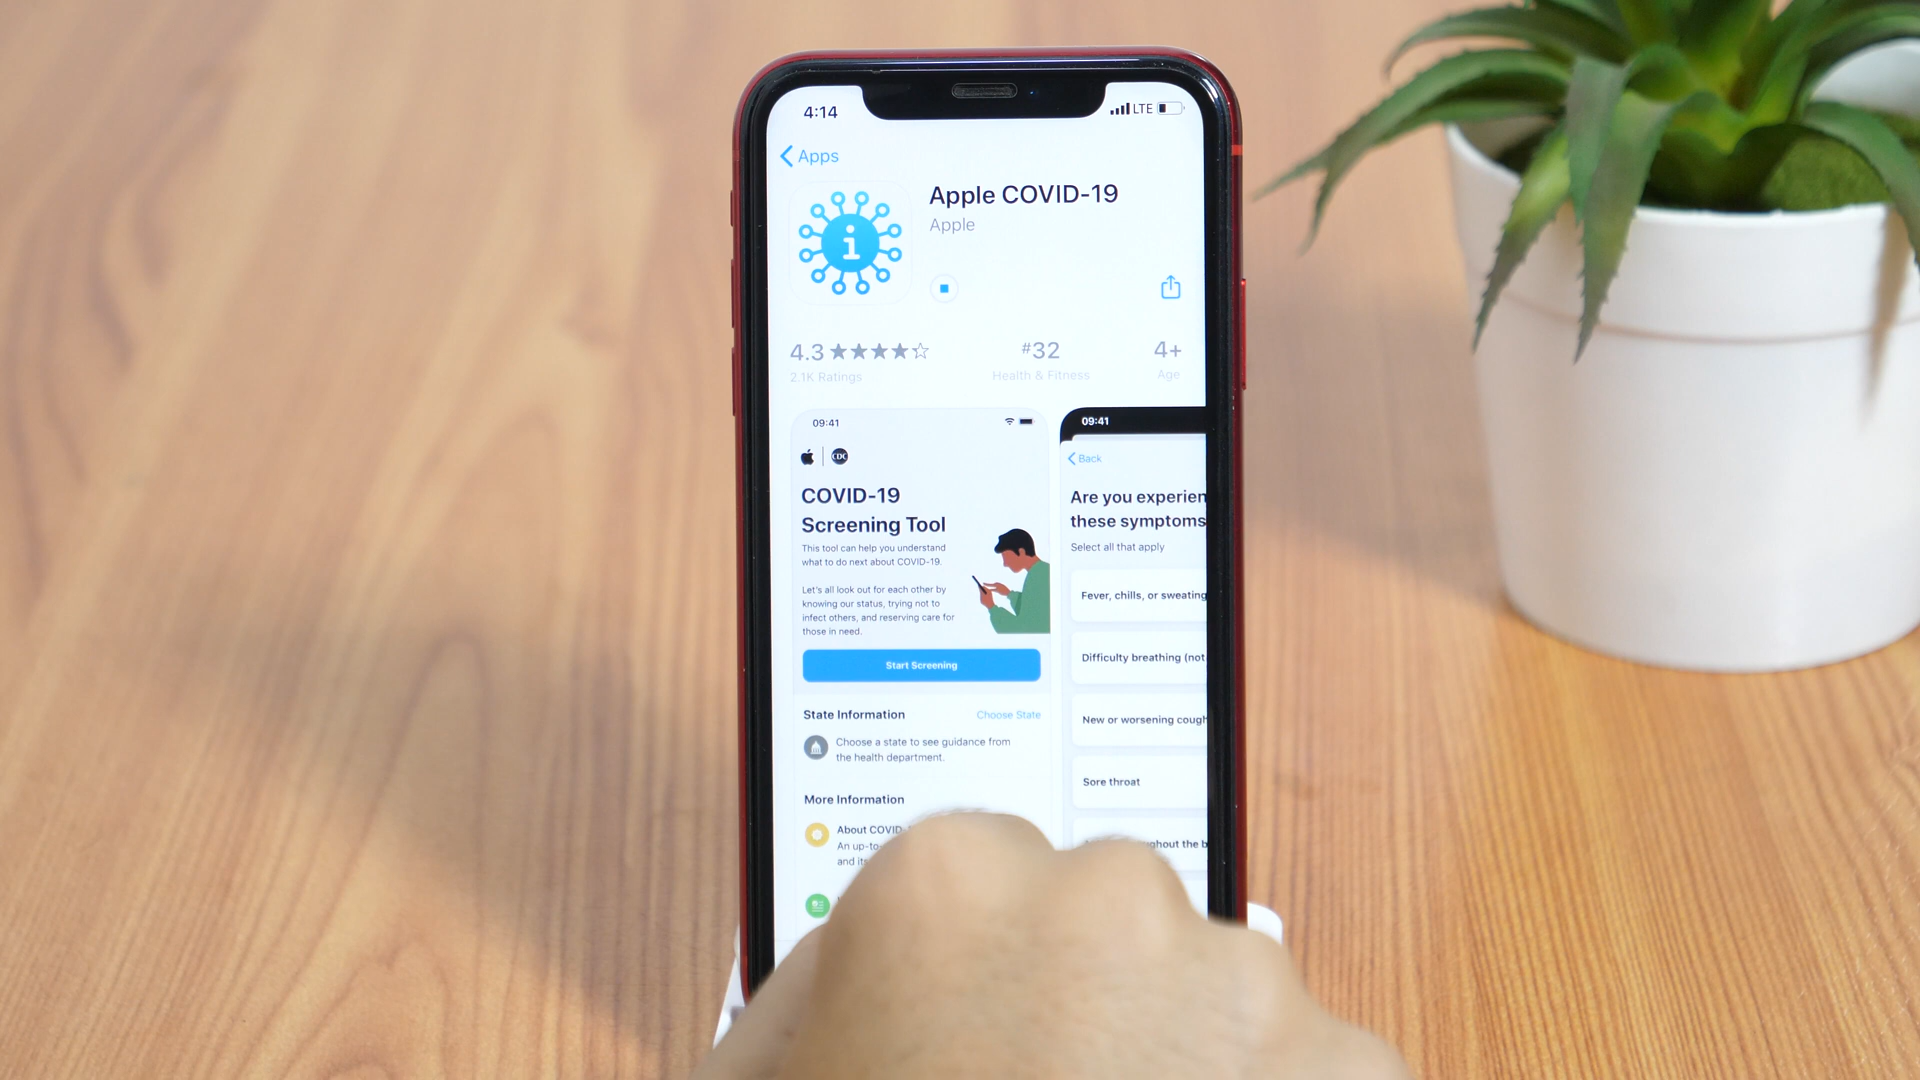 4:14
LTE
Apps
Apple COVID-19
Apple
4.3
2.1K Ratings
#32
Health & Fitness
4+
Age
09:41
CDC
COVID-19
Screening Tool
This tool can help you understand
what to do next about COVID-19.
Let's all look out for each other by
knowing our status, trying not to
infect others, and reserving care for
those in need.
Start Screening
State Information
Choose State
Choose a state to see guidance from
the health department.
More Information
About COVID-
An up-to-
and its
09:41
Back
Are you experien
these symptoms
Select all that apply
Fever, chills, or sweating
Difficulty breathing (not
New or worsening cough
Sore throat
ghout the b